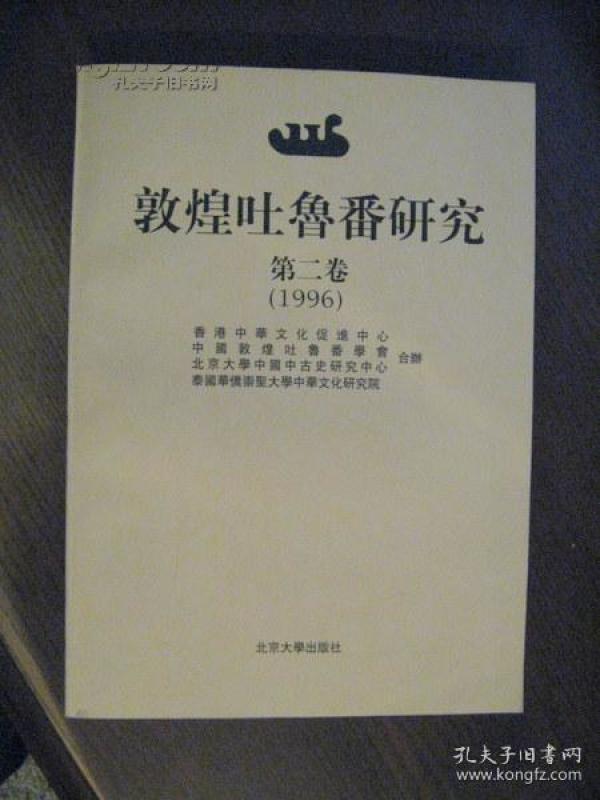 孔夫子旧书网
敦煌吐魯番研究
第二卷
(1996)
香港中華文化促進中心
中國敦煌吐魯番學會
北京大學中國中古史研究中心
泰國華僑崇聖大學中華文化研究院
合辦
北京大學出版社
孔夫子旧书网
www.kongfz.com